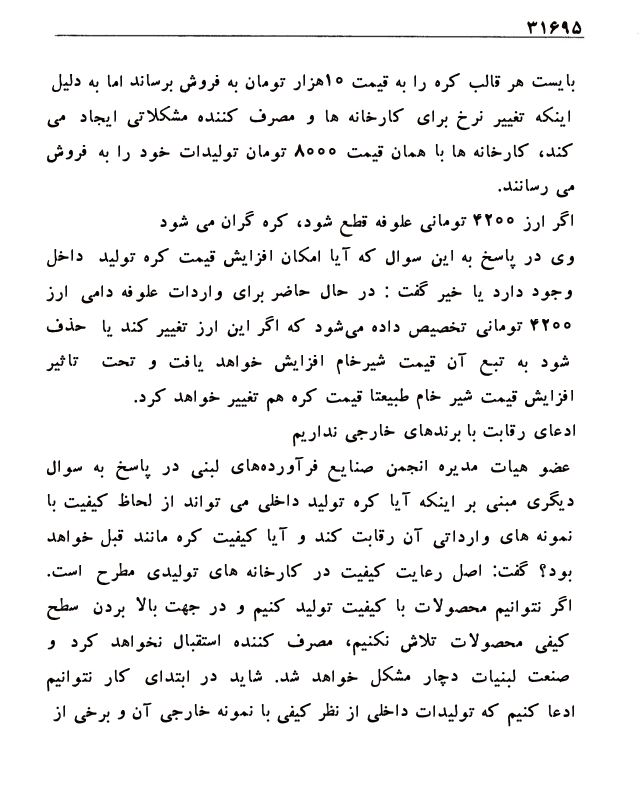 ۳۱۶۹۵
بایست هر قالب کره را به قیمت ۱۰هزار تومان به فروش برساند اما به دلیل
اینکه تغییر نرخ برای کارخانه ها و مصرف کننده مشکلاتی ایجاد می
کند، کارخانه ها با همان قیمت ۸۰۰۰ تومان تولیدات خود را به فروش
می رسانند.
اگر ارز ۴۲۰۰ تومانی علوفه قطع شود، کره گران می شود
وی در پاسخ به این سوال که آیا امکان افزایش قیمت کره تولید داخل
وجود دارد یا خیر گفت : در حال حاضر برای واردات علوفه دامی ارز
۴۲۰۰ تومانی تخصیص داده می‌شود که اگر این ارز تغییر کند یا حذف
شود به تبع آن قیمت شیرخام افزایش خواهد یافت و تحت تاثیر
افزایش قیمت شیر خام طبیعتا قیمت کره هم تغییر خواهد کرد.
ادعای رقابت با برندهای خارجی نداریم
عضو هیات مدیره انجمن صنایع فرآورده‌های لبنی در پاسخ به سوال
دیگری مبنی بر اینکه آیا کره تولید داخلی می تواند از لحاظ کیفیت با
نمونه های وارداتی آن رقابت کند و آیا کیفیت کره مانند قبل خواهد
بود؟ گفت: اصل رعایت کیفیت در کارخانه های تولیدی مطرح است.
اگر نتوانیم محصولات با کیفیت تولید کنیم و در جهت بالا بردن سطح
کیفی محصولات تلاش نکنیم، مصرف کننده استقبال نخواهد کرد و
صنعت لبنیات دچار مشکل خواهد شد. شاید در ابتدای کار نتوانیم
ادعا کنیم که تولیدات داخلی از نظر کیفی با نمونه خارجی آن و برخی از